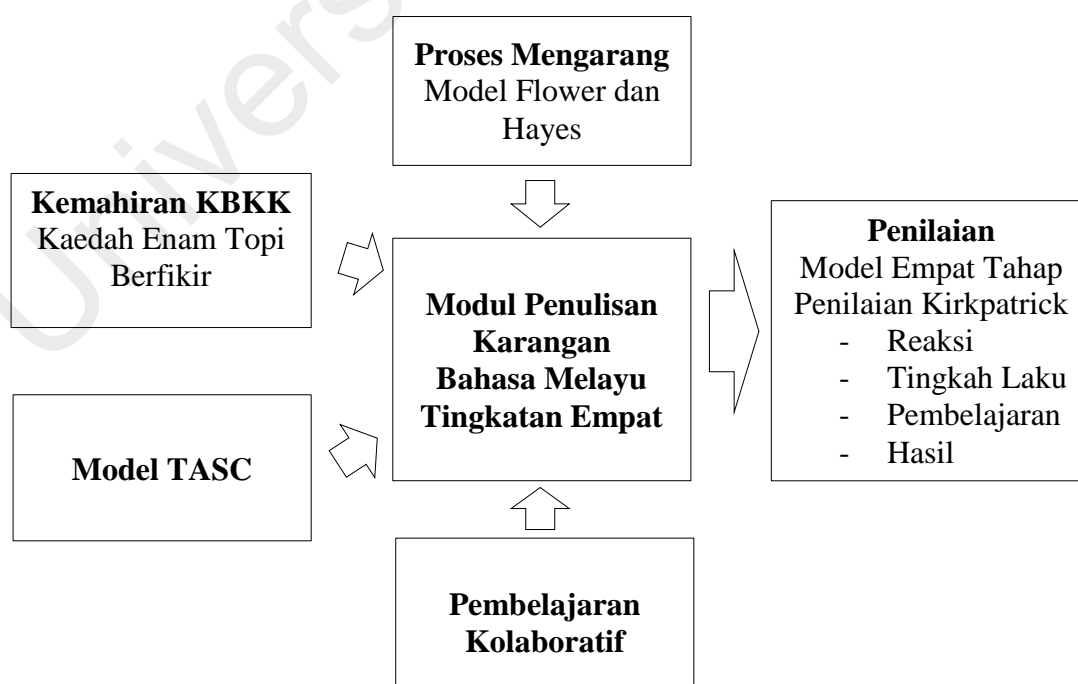 Proses Mengarang
Model Flower dan
Hayes
Kemahiran KBKK
Kaedah Enam Topi
Berfikir
Modul Penulisan
Karangan
Bahasa Melayu
Tingkatan Empat
Penilaian
Model Empat Tahap
Penilaian Kirkpatrick
- Reaksi
- Tingkah Laku
- Pembelajaran
- Hasil
Model TASC
Pembelajaran
Kolaboratif
Univers